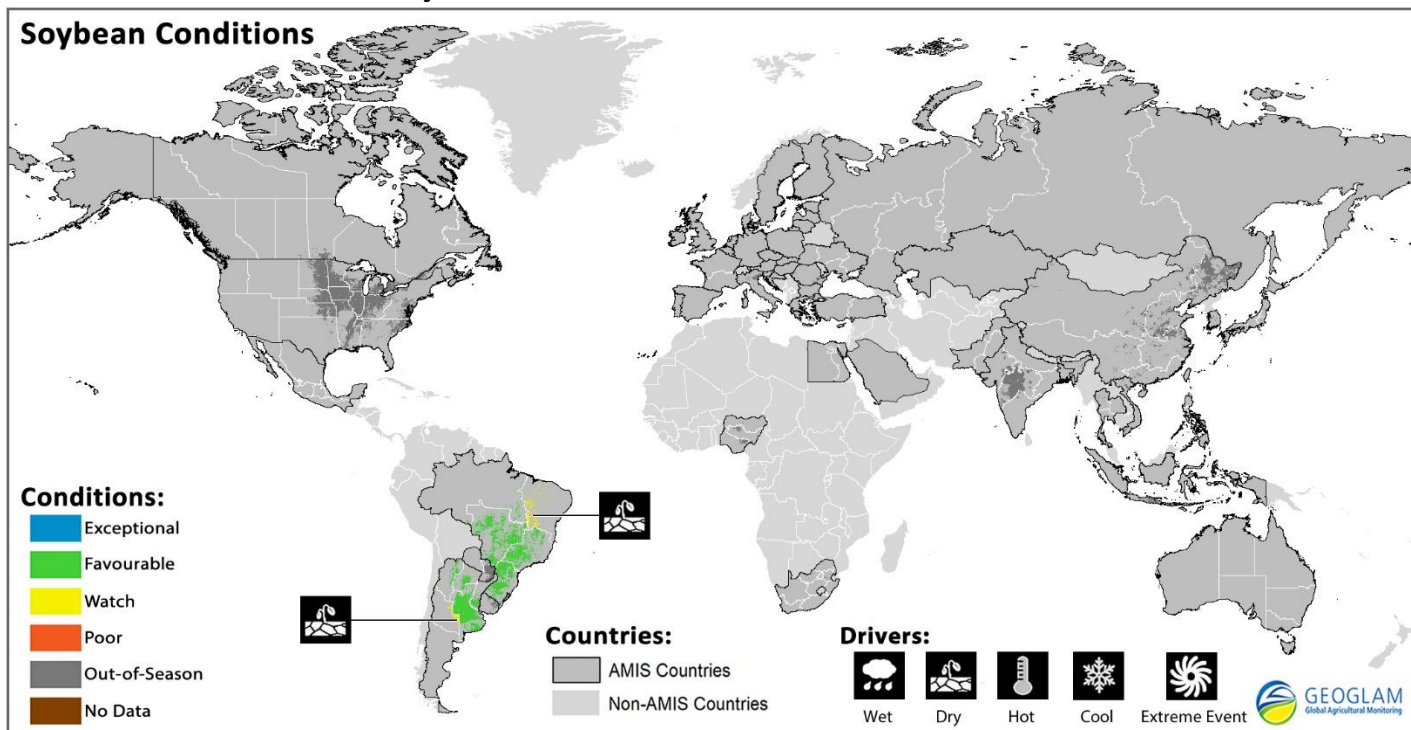 Soybean Conditions
Conditions:
Exceptional
Favourable
Watch
Poor
Out-of-Season
No Data
Countries:
AMIS Countries
Non-AMIS Countries
Drivers:
Wet
Dry
Hot
Cool
Extreme Event
GEOGLAM
Global Agricultural Monitoring